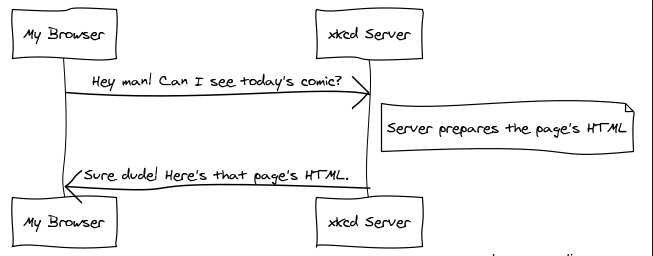 My Browser
xkcd Server
Hey man! Can I see today's comic?
Server prepares the page's HTML
Sure dude! Here's that page's HTML.
My Browser
xkcd Server